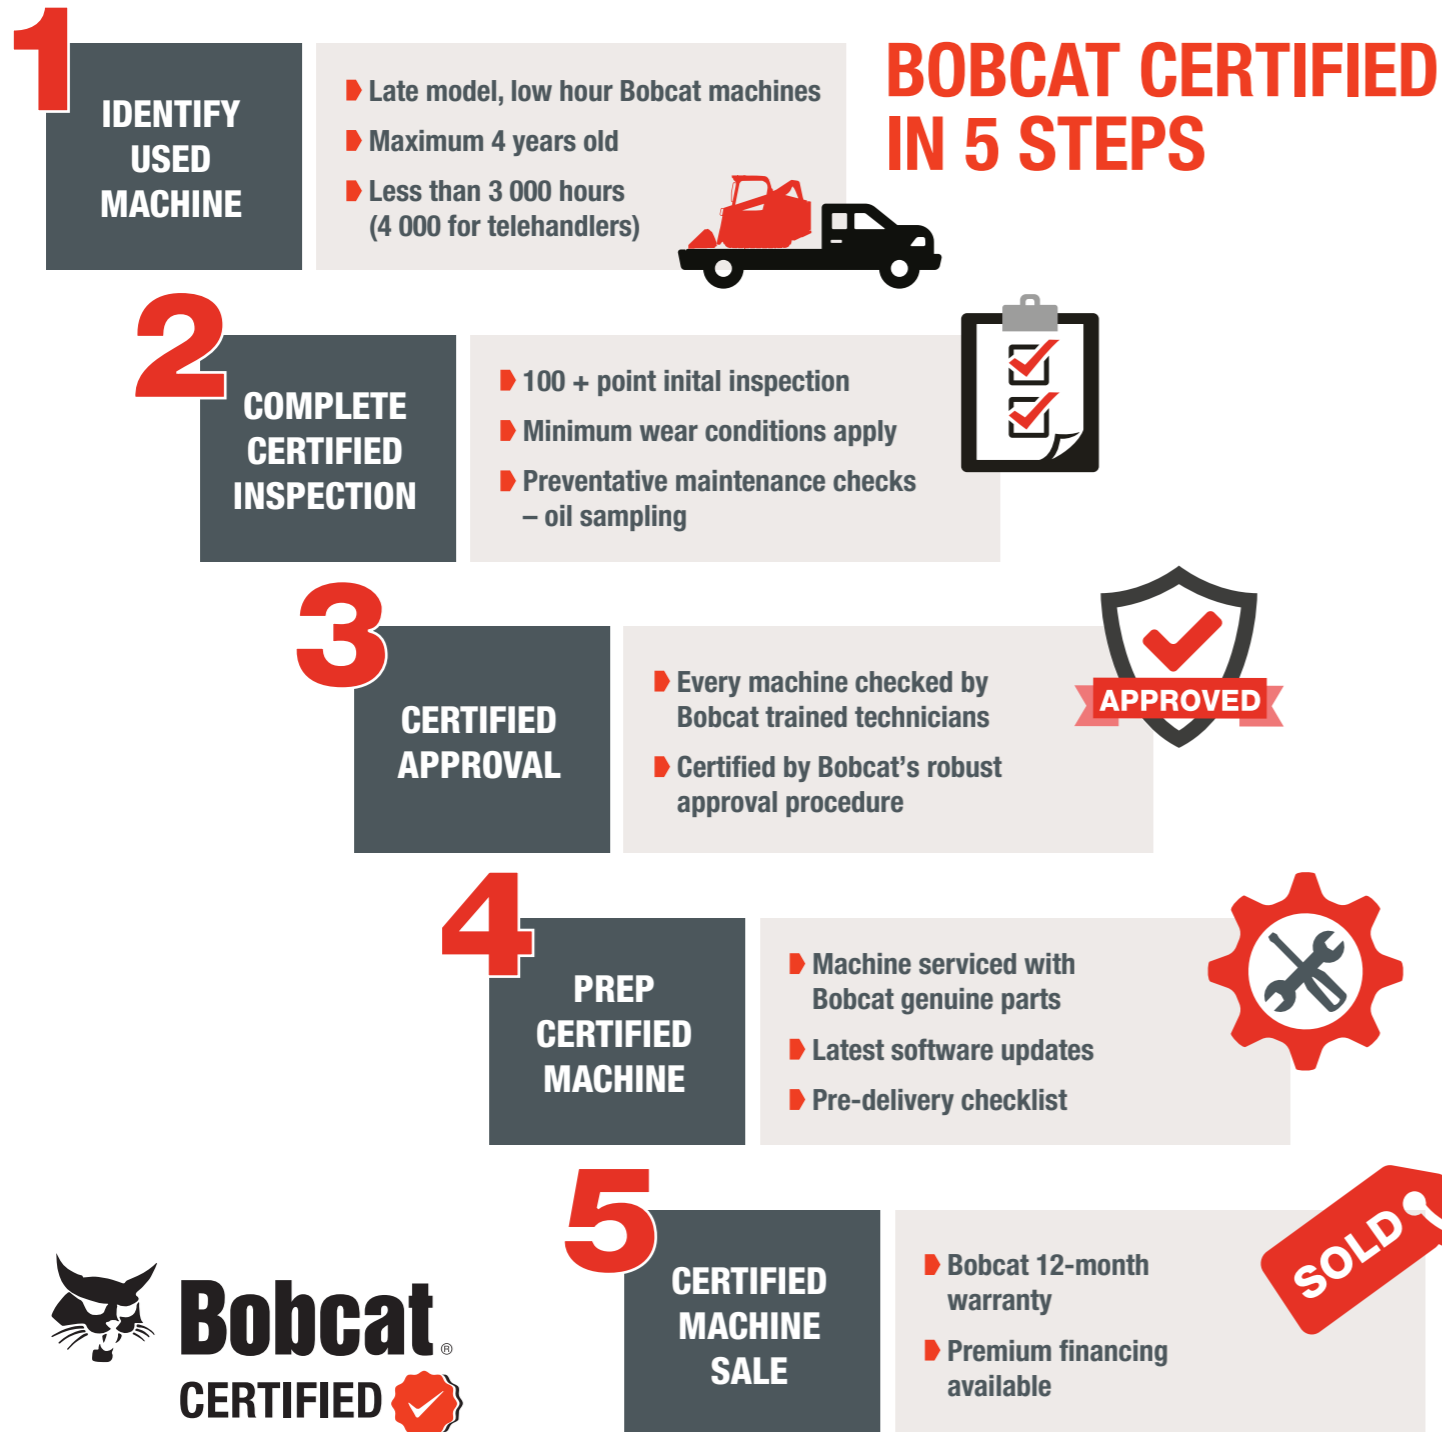 BOBCAT CERTIFIED
IN 5 STEPS
1
IDENTIFY
USED
MACHINE
Late model, low hour Bobcat machines
Maximum 4 years old
Less than 3 000 hours
(4 000 for telehandlers)
2
COMPLETE
CERTIFIED
INSPECTION
100 + point inital inspection
Minimum wear conditions apply
Preventative maintenance checks
– oil sampling
3
CERTIFIED
APPROVAL
Every machine checked by
Bobcat trained technicians
Certified by Bobcat’s robust
approval procedure
APPROVED
4
PREP
CERTIFIED
MACHINE
Machine serviced with
Bobcat genuine parts
Latest software updates
Pre-delivery checklist
5
CERTIFIED
MACHINE
SALE
Bobcat 12-month
warranty
Premium financing
available
SOLD
Bobcat®
CERTIFIED